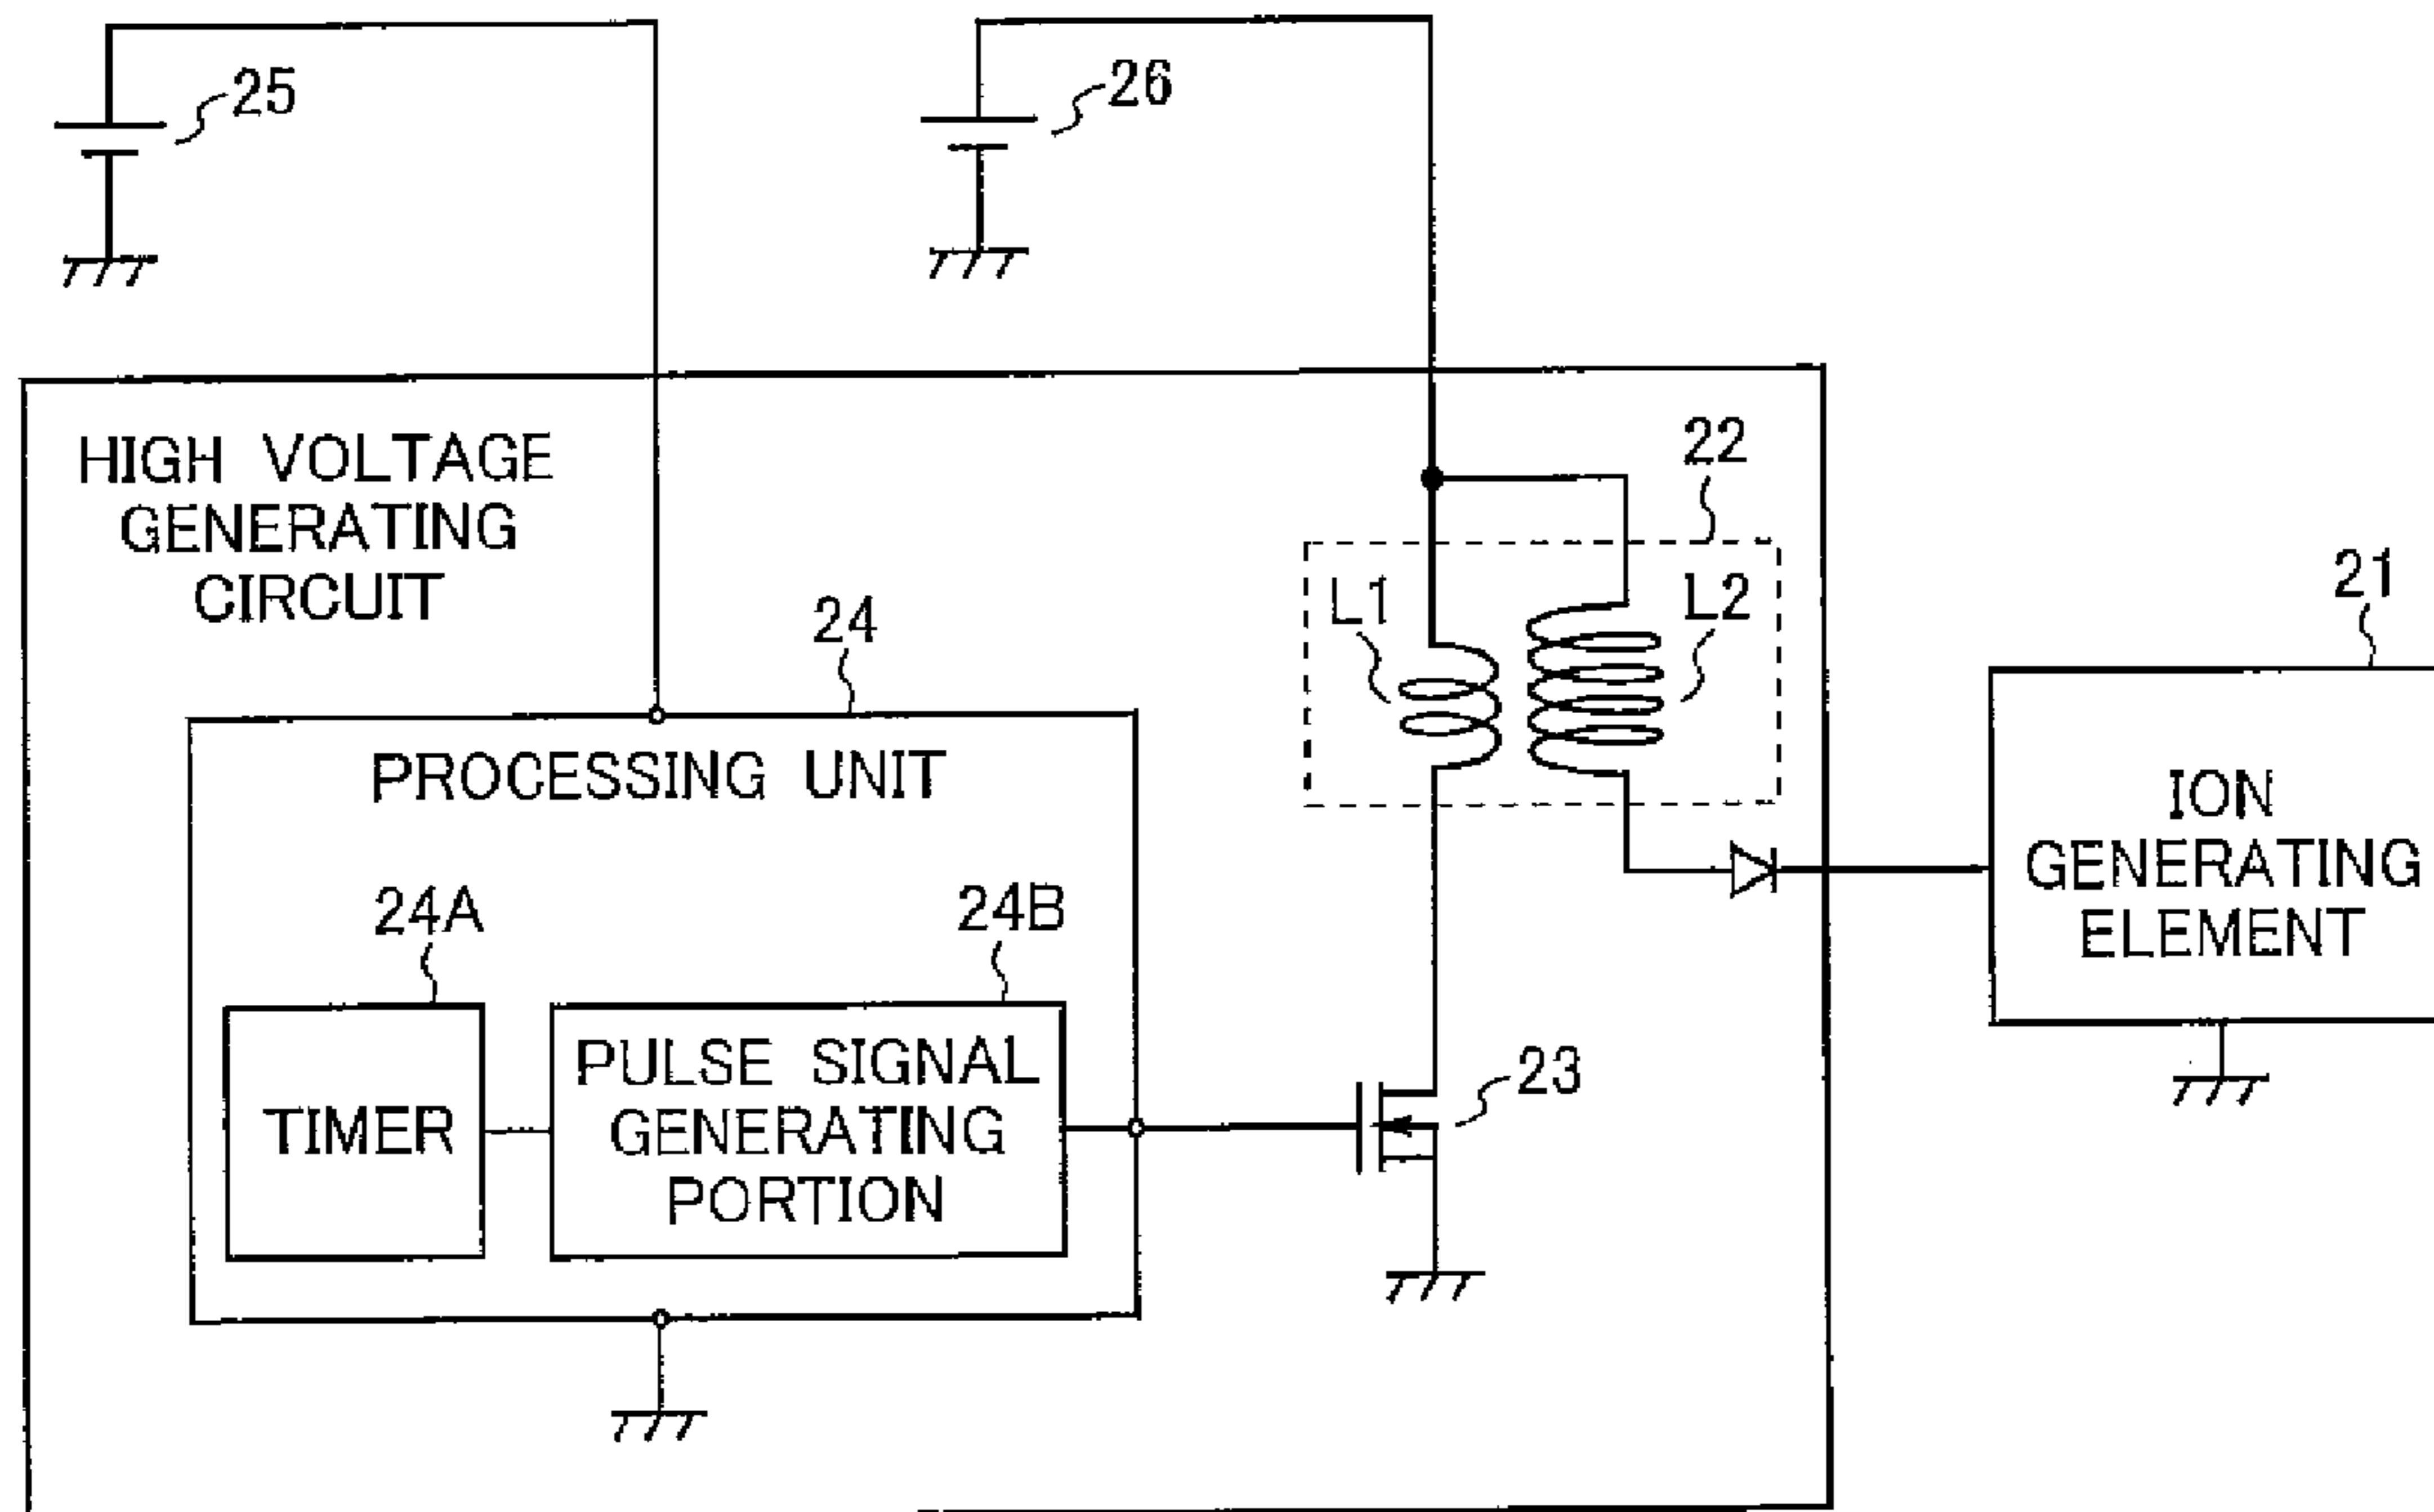 25
26
HIGH VOLTAGE
GENERATING
CIRCUIT
22
L1
L2
21
24
PROCESSING UNIT
ION
GENERATING
ELEMENT
24A
24B
TIMER
PULSE SIGNAL
GENERATING
PORTION
23